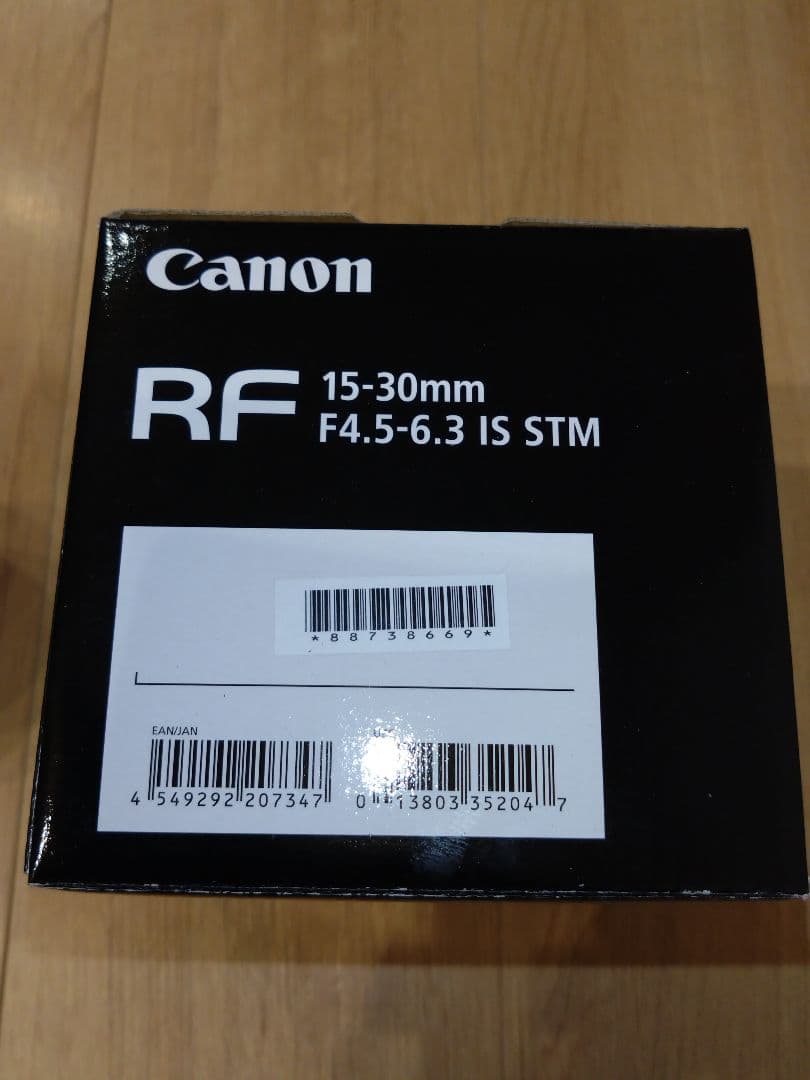 Canon
RF 15-30mm
F4.5-6.3 IS STM
*88738669*
EAN/JAN
4 549292 207347
0 13803 35204 7